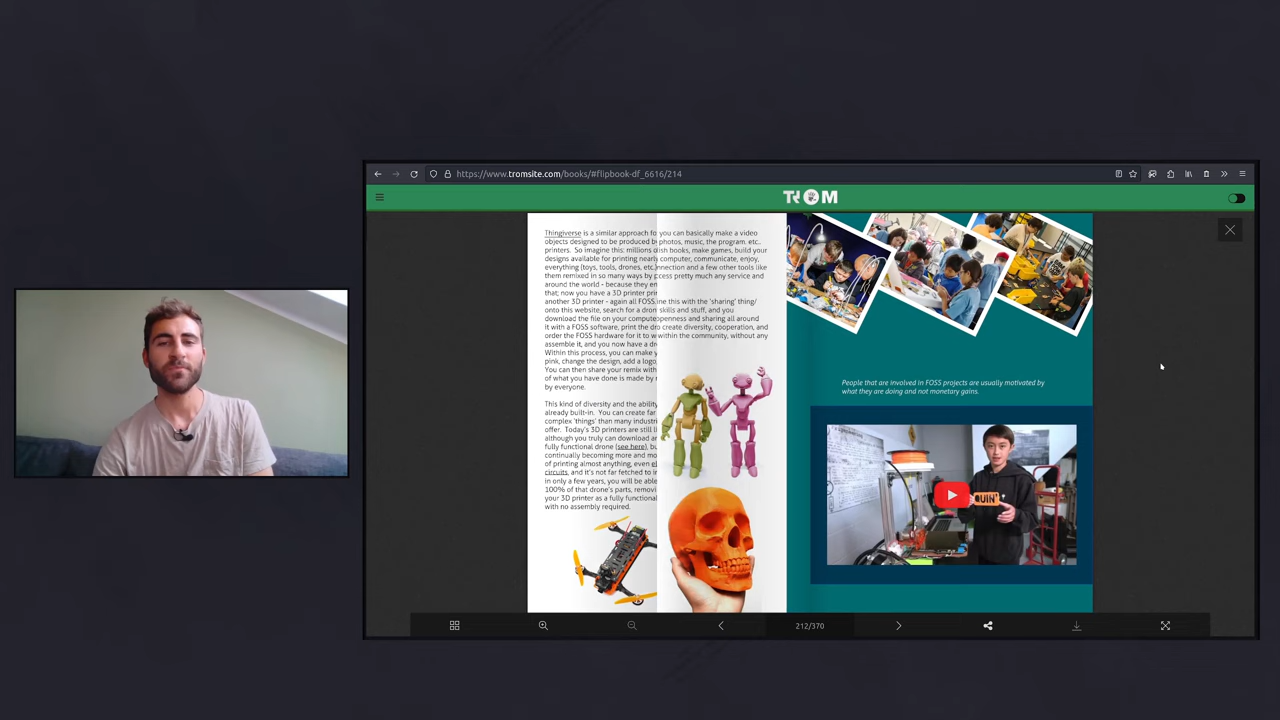 https://www.tromsite.com/books/#flipbook-df_6616/214
TROM
Thingiverse is a similar approach fo
objects designed to be produced b
printers. So imagine this: millions o
designs available for printing nearly
everything (toys, tools, drones, etc.
them remixed in so many ways by
around the world - because they en
that; now you have a 3D printer prin
another 3D printer - again all FOSS.
onto this website, search for a dron
download the file on your compute
it with a FOSS software, print the dr
order the FOSS hardware for it to
assemble it, and you now have a dr
Within this process, you can make y
pink, change the design, add a logo
You can then share your remix with
of what you have done is made by
by everyone.
This kind of diversity and the ability
already built-in. You can create far
complex 'things' than many industri
offer. Today's 3D printers are still li
although you truly can download an
fully functional drone (see here), bu
continually becoming more and mo
of printing almost anything, even el
circuits, and it's not far fetched to i
in only a few years, you will be able
100% of that drone's parts, removi
your 3D printer as a fully functional
with no assembly required.
you can basically make a video
photos, music, the program, etc..
ish books, make games, build your
computer, communicate, enjoy,
nnection and a few other tools like
cess pretty much any service and
ine this with the 'sharing' thing/
skills and stuff, and you
openness and sharing all around
create diversity, cooperation, and
within the community, without any
People that are involved in FOSS projects are usually motivated by
what they are doing and not monetary gains.
QUIN'
212/370